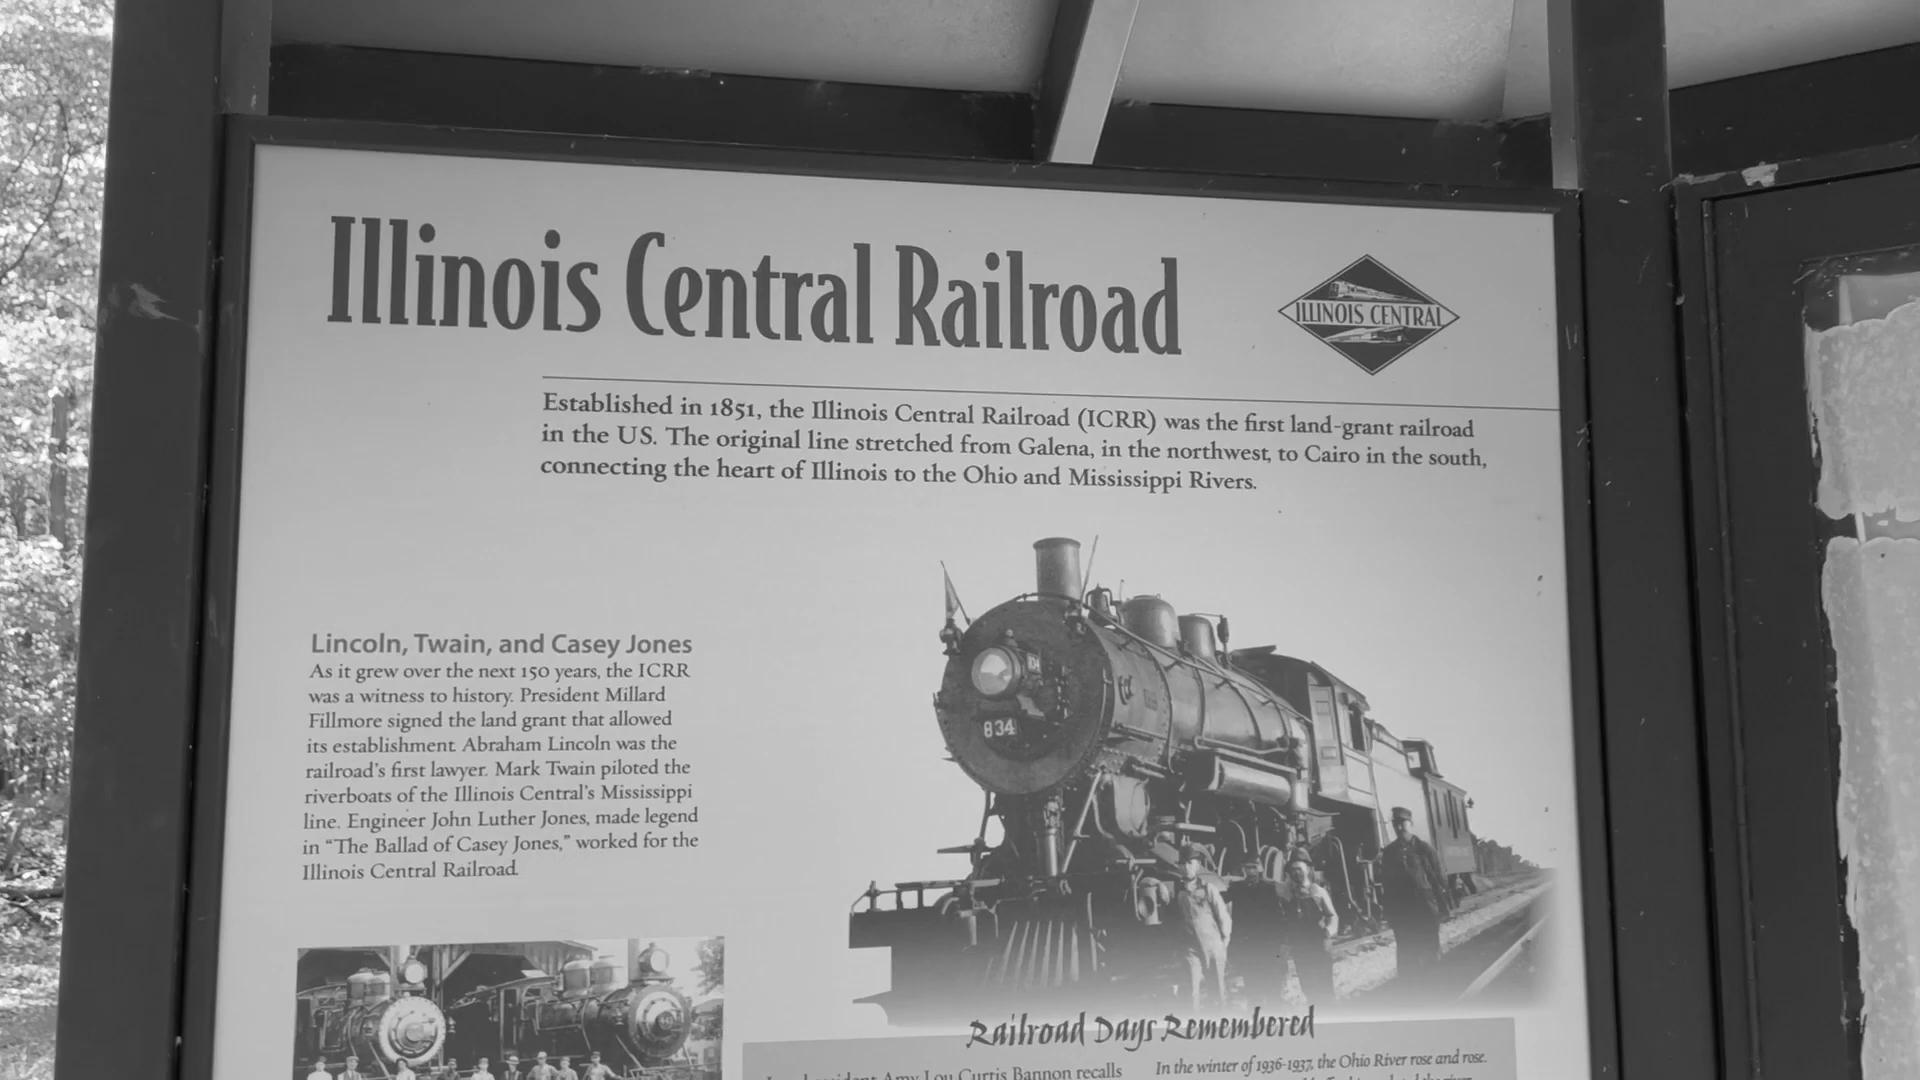 Illinois Central Railroad
ILLINOIS CENTRAL
Established in 1851, the Illinois Central Railroad (ICRR) was the first land-grant railroad
in the US. The original line stretched from Galena, in the northwest, to Cairo in the south,
connecting the heart of Illinois to the Ohio and Mississippi Rivers.
Lincoln, Twain, and Casey Jones
As it grew over the next 150 years, the ICRR
was a witness to history. President Millard
Fillmore signed the land grant that allowed
its establishment. Abraham Lincoln was the
railroad's first lawyer. Mark Twain piloted the
riverboats of the Illinois Central's Mississippi
line. Engineer John Luther Jones, made legend
in "The Ballad of Casey Jones," worked for the
Illinois Central Railroad.
834
Railroad Days Remembered
Amy Lou Curtis Bannon recalls
In the winter of 1936-1937, the Ohio River rose and rose.